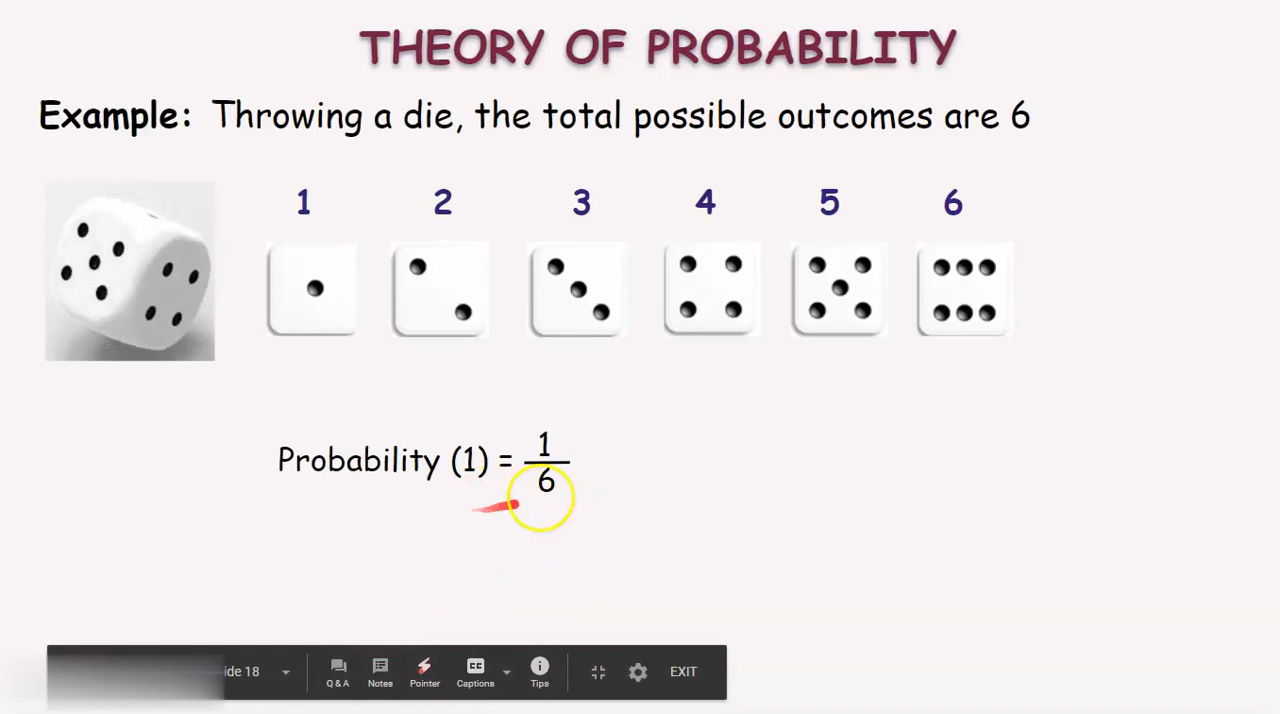 THEORY OF PROBABILITY
Example: Throwing a die, the total possible outcomes are 6
1 2 3 4 5 6
Probability (1) = 1/6
ide 18 Q & A Notes Pointer CC Captions Tips EXIT